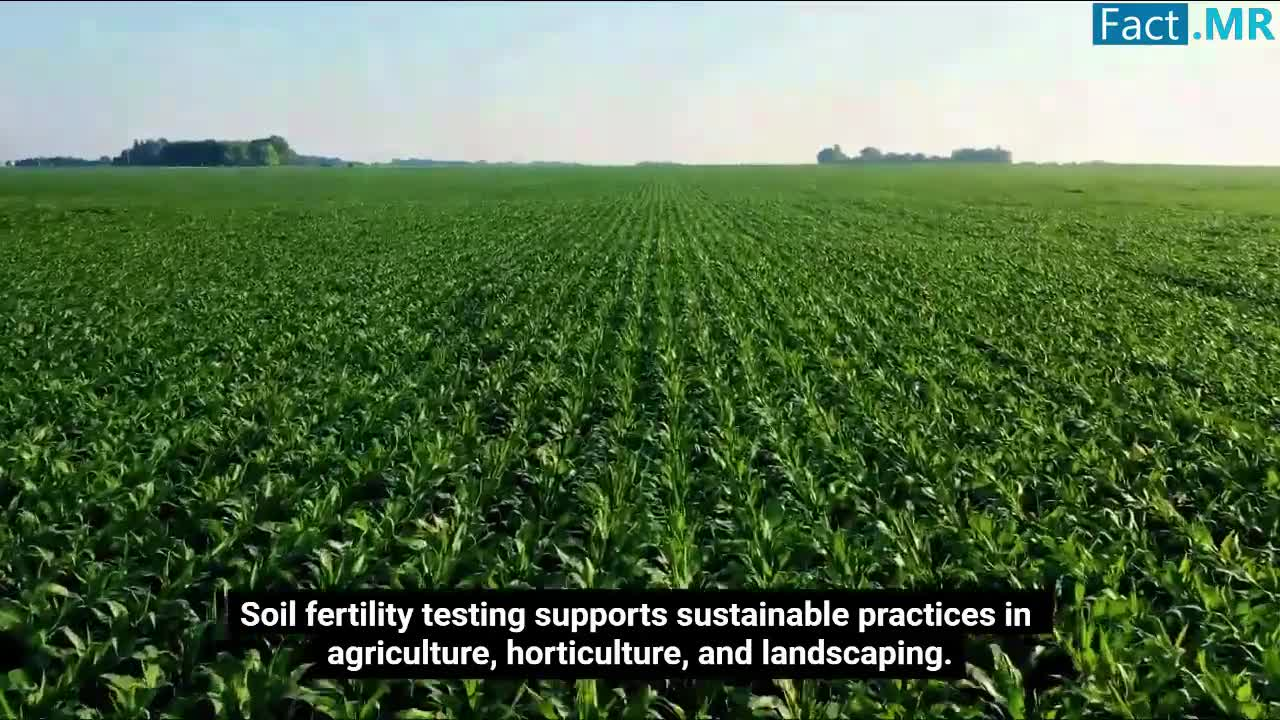 Fact.MR
Soil fertility testing supports sustainable practices in
agriculture, horticulture, and landscaping.